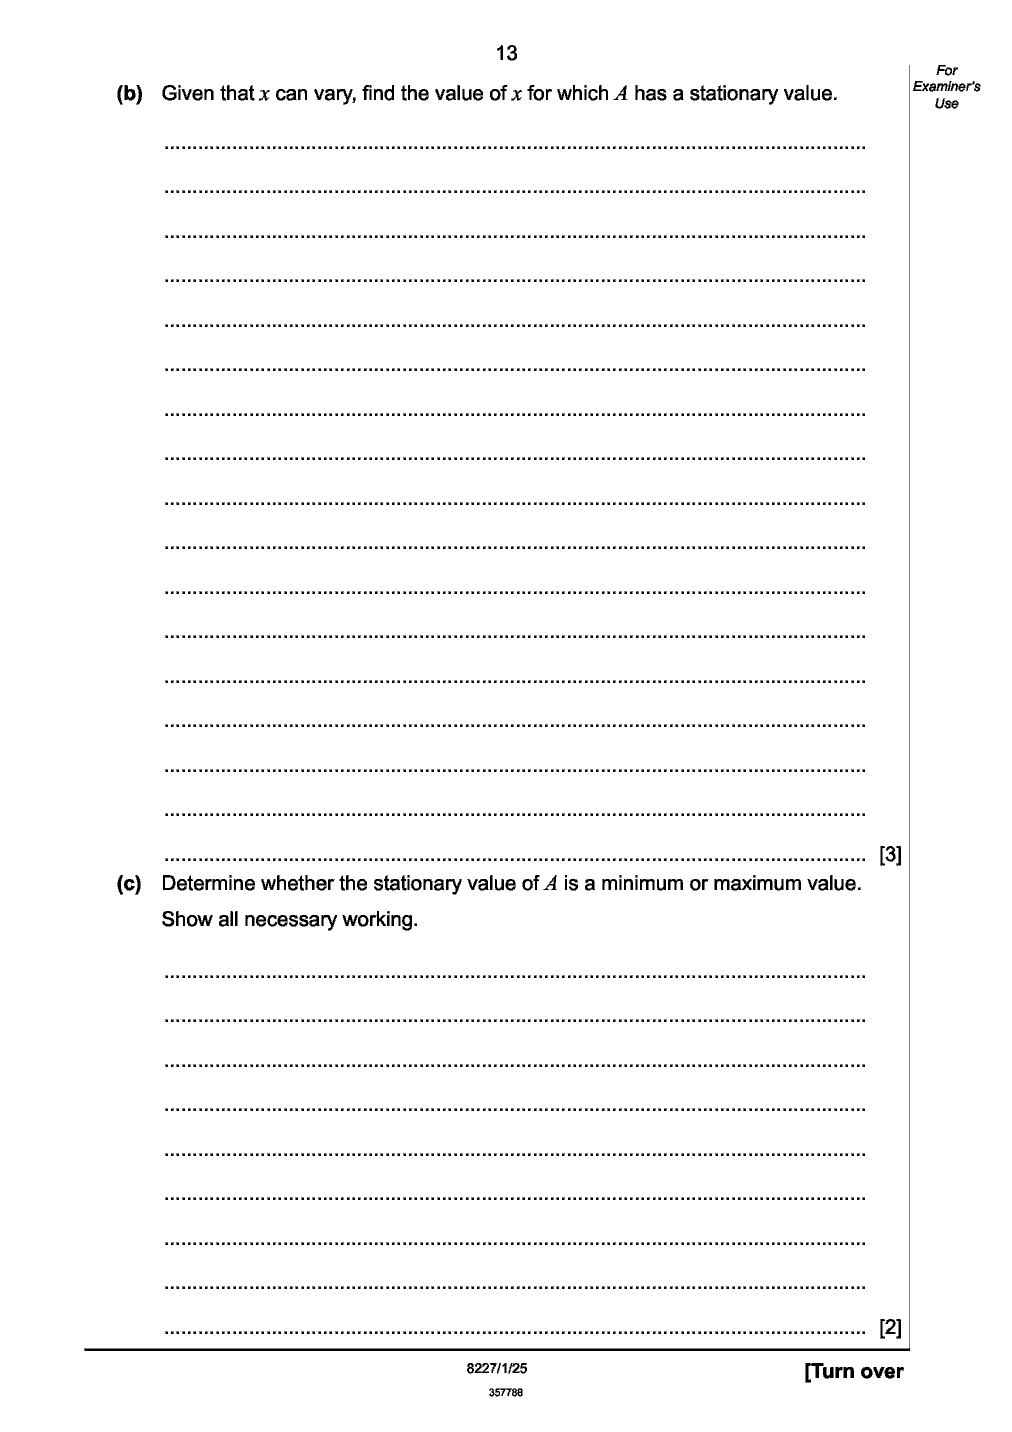 13
For
Examiner's
Use
(b) Given that x can vary, find the value of x for which A has a stationary value.
[3]
(c) Determine whether the stationary value of A is a minimum or maximum value.
Show all necessary working.
[2]
8227/1/25
357788
[Turn over